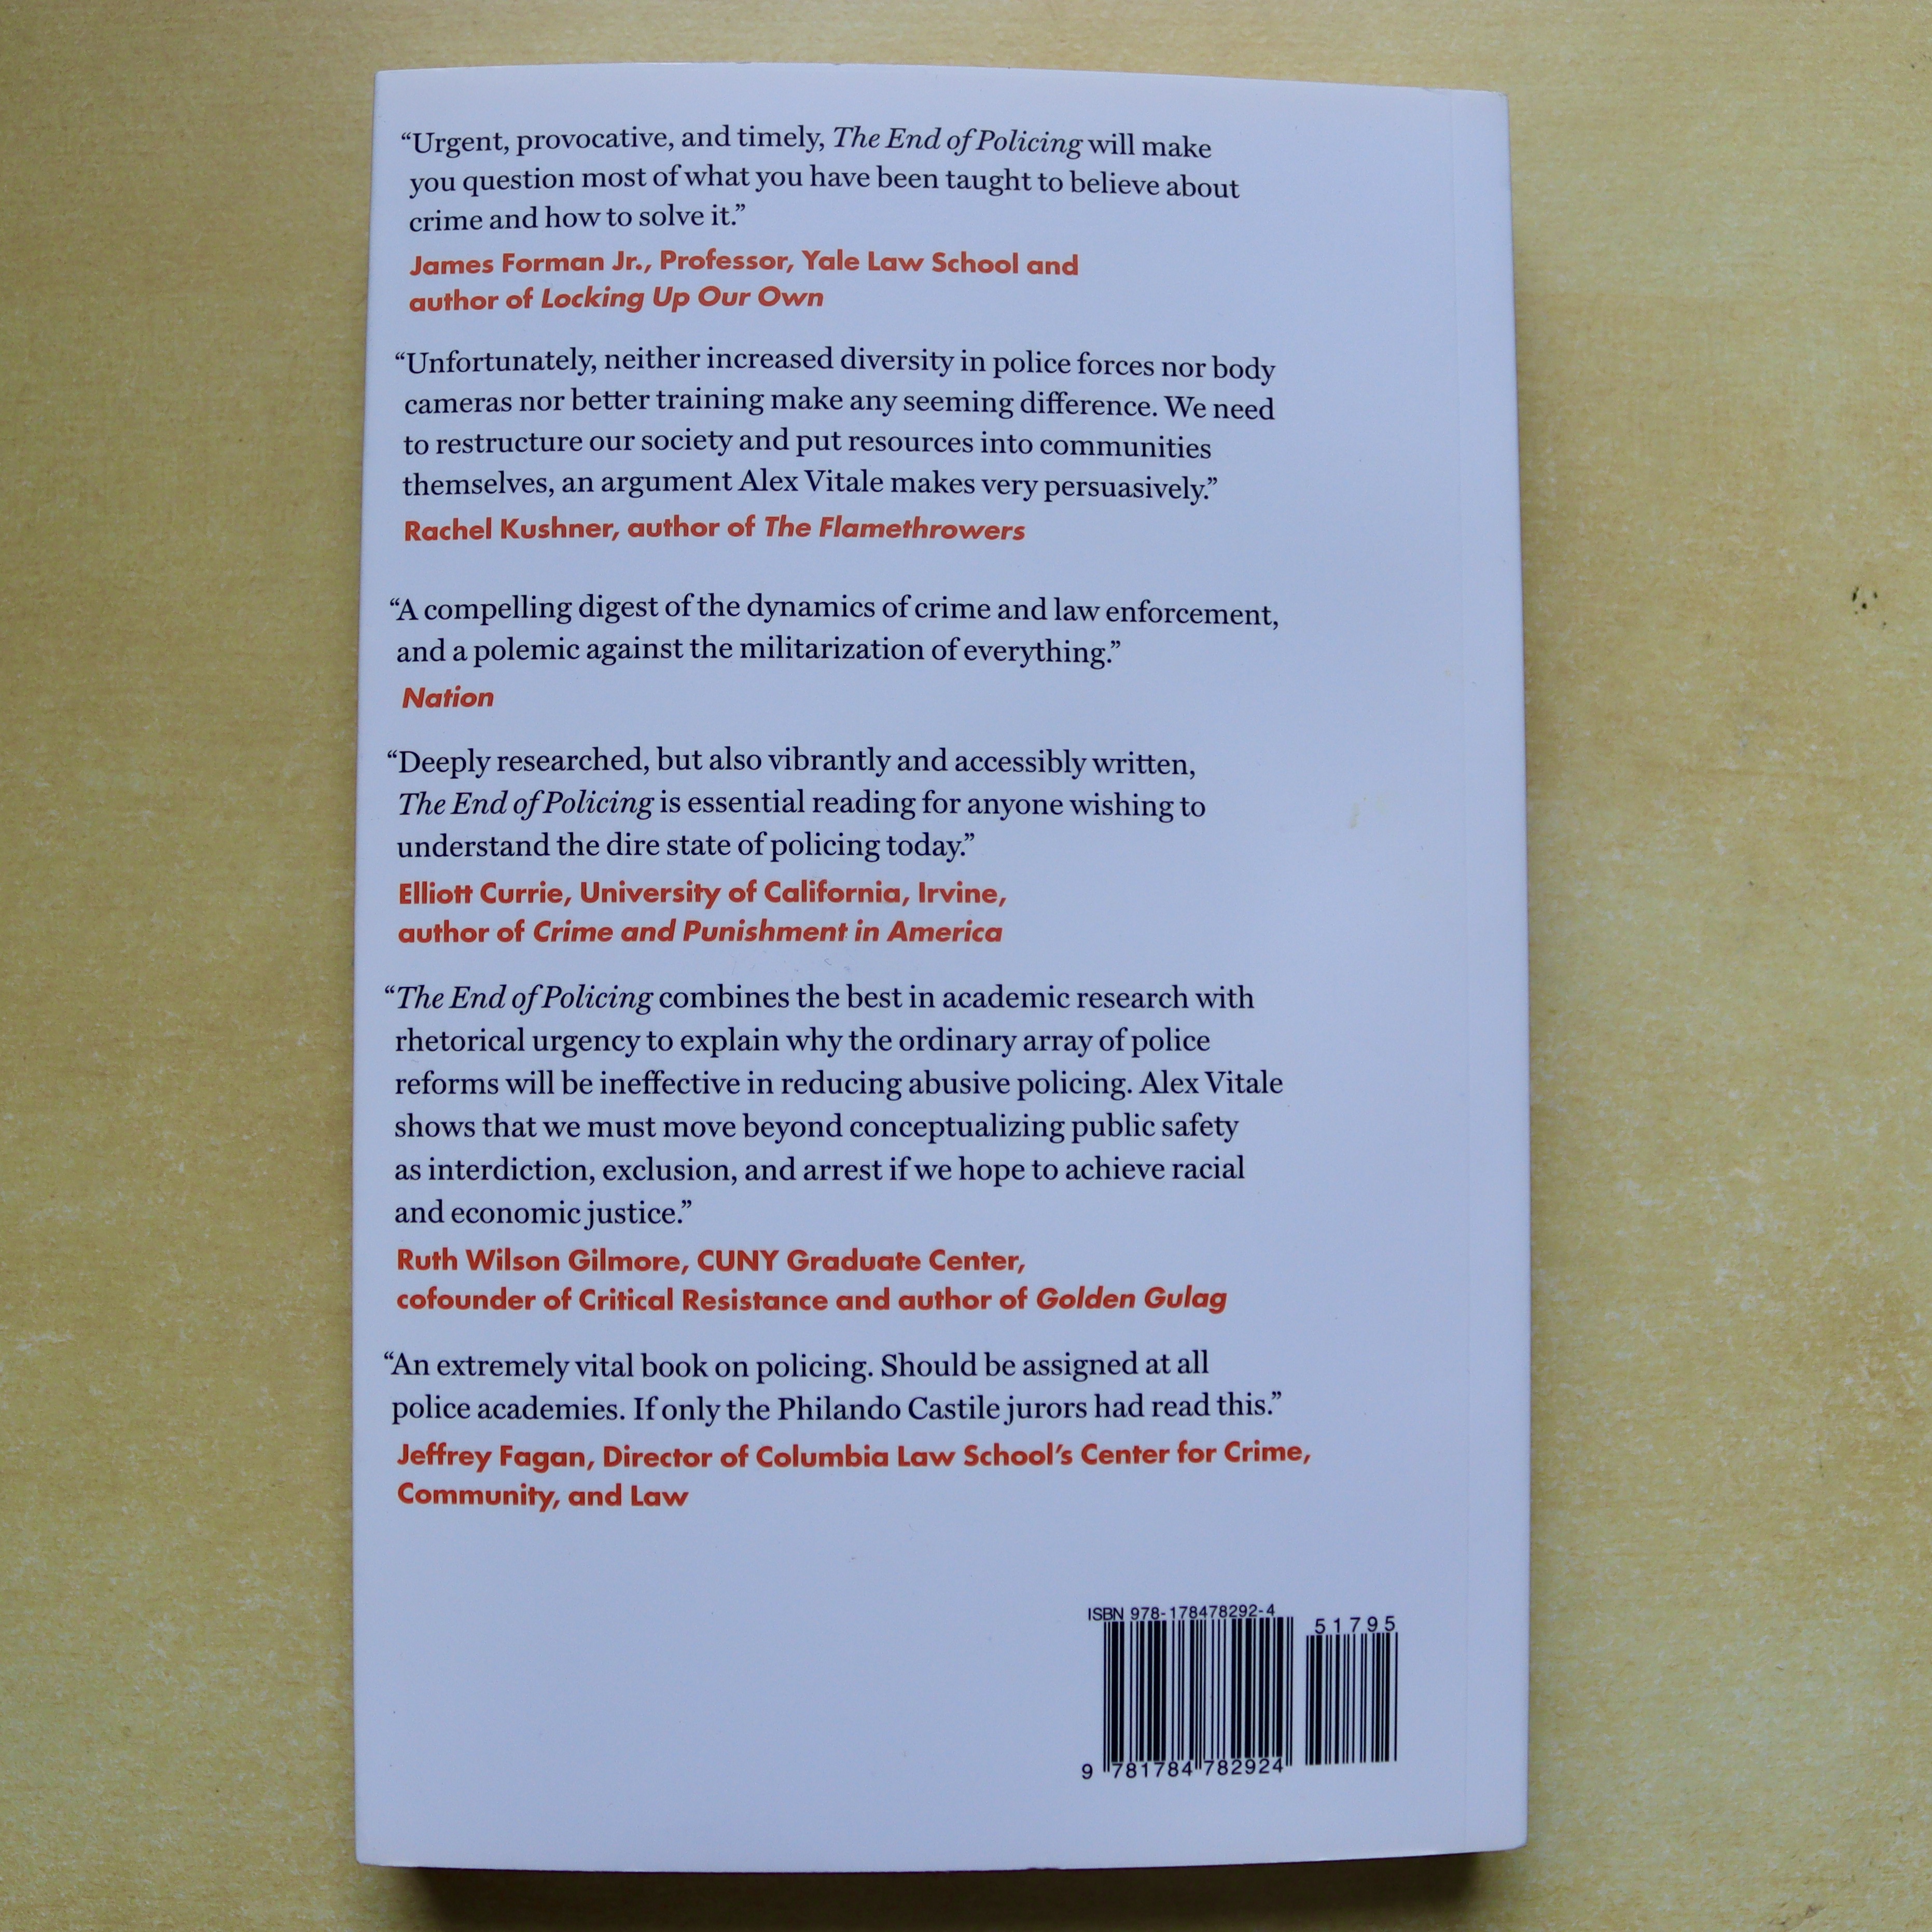 “Urgent, provocative, and timely, The End of Policing will make
you question most of what you have been taught to believe about
crime and how to solve it.”
James Forman Jr., Professor, Yale Law School and
author of Locking Up Our Own
“Unfortunately, neither increased diversity in police forces nor body
cameras nor better training make any seeming difference. We need
to restructure our society and put resources into communities
themselves, an argument Alex Vitale makes very persuasively.”
Rachel Kushner, author of The Flamethrowers
“A compelling digest of the dynamics of crime and law enforcement,
and a polemic against the militarization of everything.”
Nation
“Deeply researched, but also vibrantly and accessibly written,
The End of Policing is essential reading for anyone wishing to
understand the dire state of policing today.”
Elliott Currie, University of California, Irvine,
author of Crime and Punishment in America
“The End of Policing combines the best in academic research with
rhetorical urgency to explain why the ordinary array of police
reforms will be ineffective in reducing abusive policing. Alex Vitale
shows that we must move beyond conceptualizing public safety
as interdiction, exclusion, and arrest if we hope to achieve racial
and economic justice.”
Ruth Wilson Gilmore, CUNY Graduate Center,
cofounder of Critical Resistance and author of Golden Gulag
“An extremely vital book on policing. Should be assigned at all
police academies. If only the Philando Castile jurors had read this.”
Jeffrey Fagan, Director of Columbia Law School’s Center for Crime,
Community, and Law
ISBN 978-178478292-4
51795
9 781784 782924